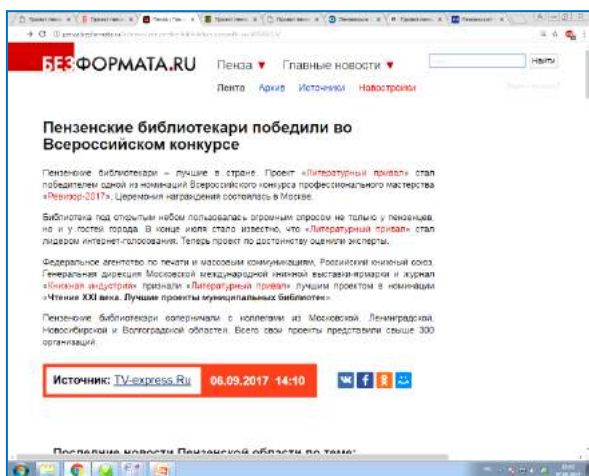 БЕЗФОРМАТА.RU
Пенза ▼ Главные новости ▼
Найти
Лента Архив Источники Новостройки
Пензенские библиотекари победили во
Всероссийском конкурсе
Пензенские библиотекари – лучшие в стране. Проект «Литературный привал» стал
победителем одной из номинаций Всероссийского конкурса профессионального мастерства
«Ревизор-2017». Церемония награждения состоялась в Москве.
Библиотека под открытым небом пользовалась огромным спросом не только у пензенцев,
но и у гостей города. В конце июля стало известно, что «Литературный привал» стал
лидером интернет-голосования. Теперь проект по достоинству оценили эксперты.
Федеральное агентство по печати и массовым коммуникациям, Российский книжный союз,
Генеральная дирекция Московской международной книжной выставки-ярмарки и журнал
«Книжная индустрия» признали «Литературный привал» лучшим проектом в номинации
«Чтение XXI века. Лучшие проекты муниципальных библиотек».
Пензенские библиотекари соперничали с коллегами из Московской, Ленинградской,
Новосибирской и Волгоградской областей. Всего свои проекты представили свыше 300
организаций.
Источник: TV-express.Ru
06.09.2017 14:10
Последние новости Пензенской области по теме: